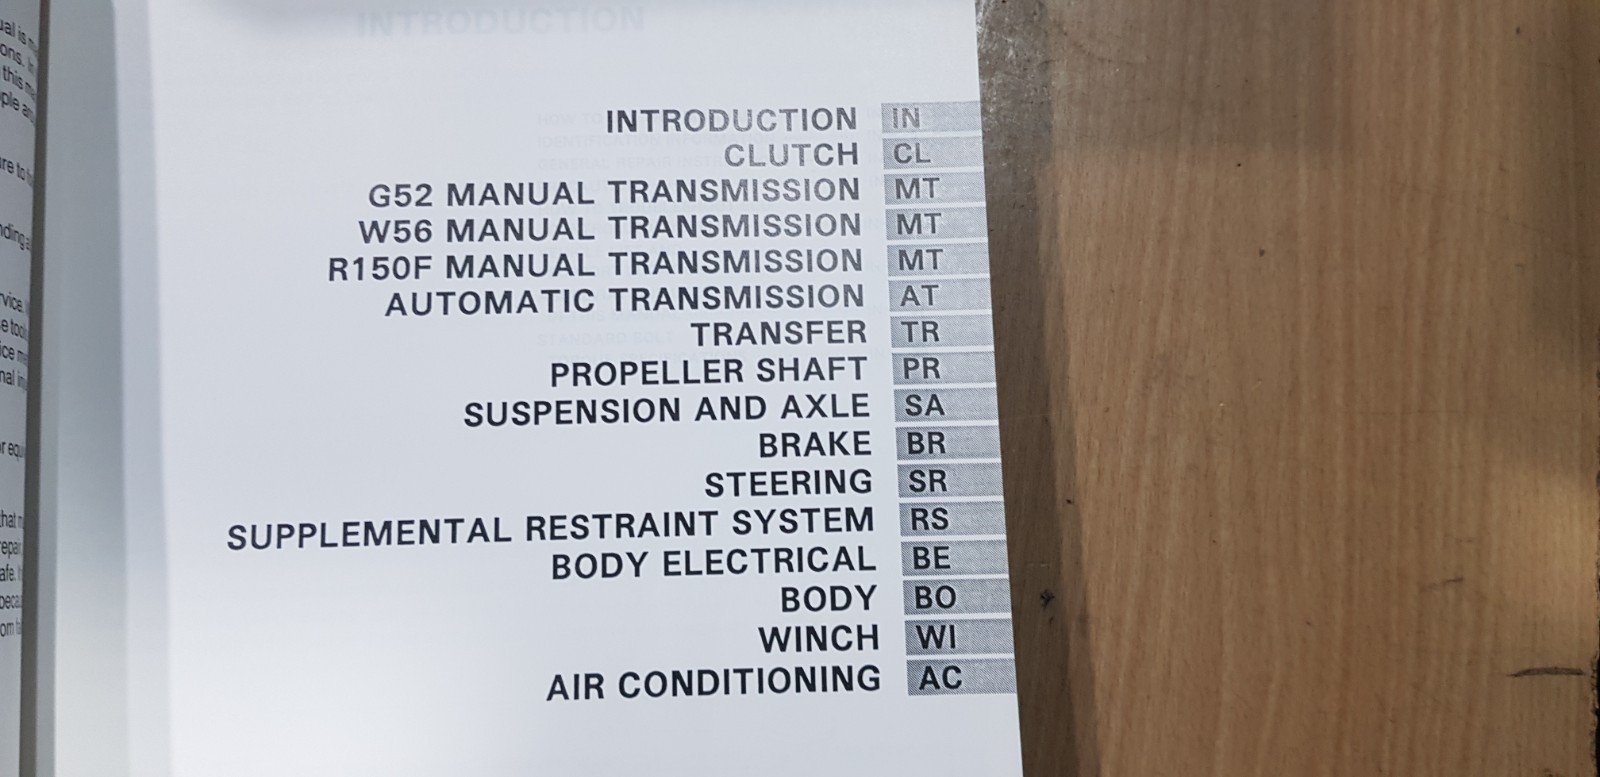 INTRODUCTION
INTRODUCTION IN
CLUTCH CL
G52 MANUAL TRANSMISSION MT
W56 MANUAL TRANSMISSION MT
R150F MANUAL TRANSMISSION MT
AUTOMATIC TRANSMISSION AT
TRANSFER TR
PROPELLER SHAFT PR
SUSPENSION AND AXLE SA
BRAKE BR
STEERING SR
SUPPLEMENTAL RESTRAINT SYSTEM RS
BODY ELECTRICAL BE
BODY BO
WINCH WI
AIR CONDITIONING AC